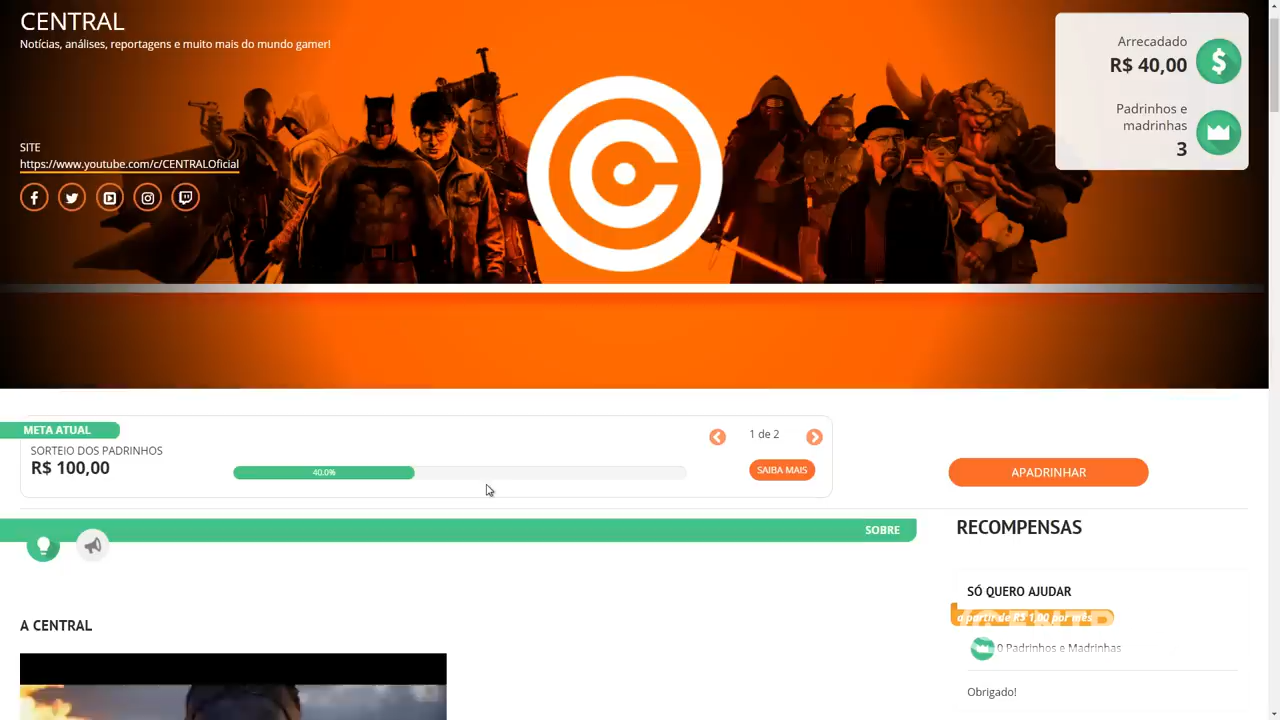 CENTRAL
Notícias, análises, reportagens e muito mais do mundo gamer!
Arrecadado
R$ 40,00
Padrinhos e
madrinhas
3
SITE
https://www.youtube.com/c/CENTRALOficial
META ATUAL
SORTEIO DOS PADRINHOS
R$ 100,00
40.0%
1 de 2
SAIBA MAIS
APADRINHAR
SOBRE
RECOMPENSAS
A CENTRAL
SÓ QUERO AJUDAR
a partir de R$ 1,00 por mês
0 Padrinhos e Madrinhas
Obrigado!